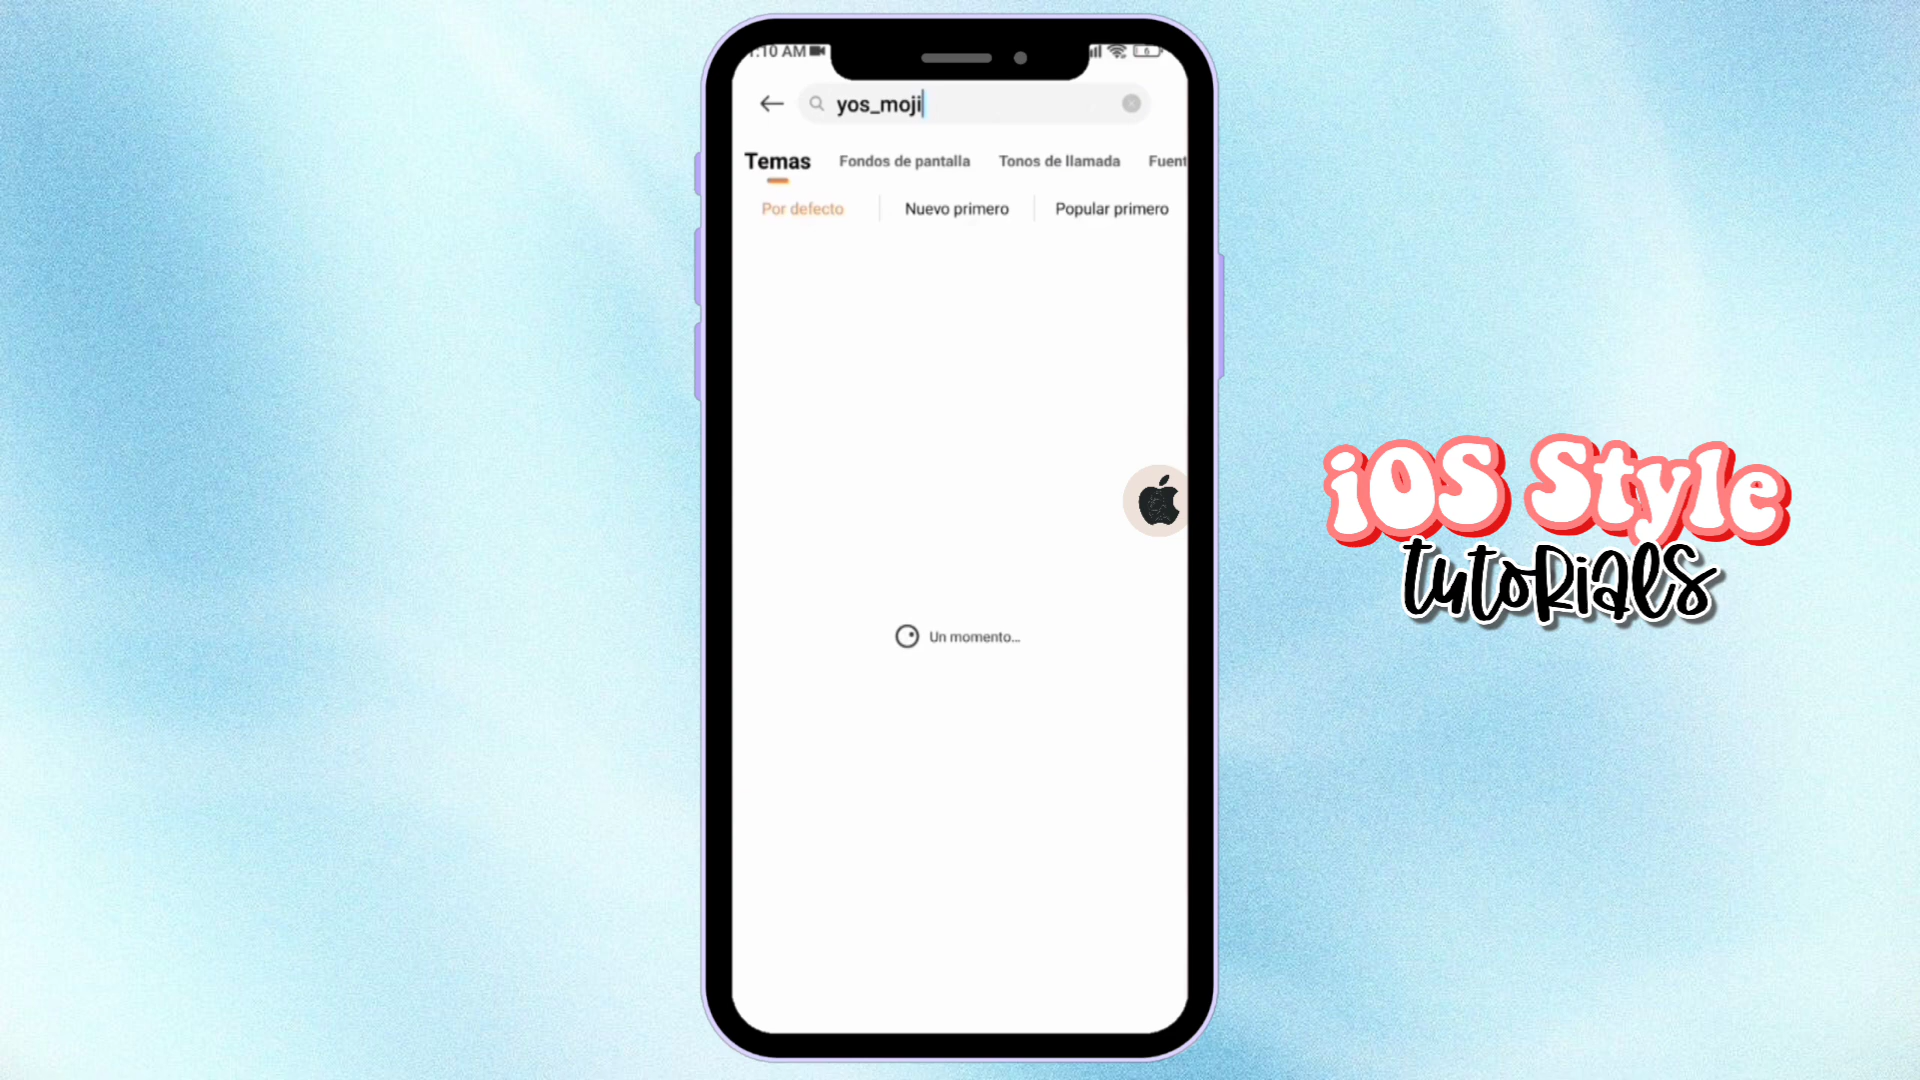 :10 AM
6
yos_moji
Temas Fondos de pantalla Tonos de llamada Fuent
Por defecto Nuevo primero Popular primero
iOS Style
tutorials
Un momento...